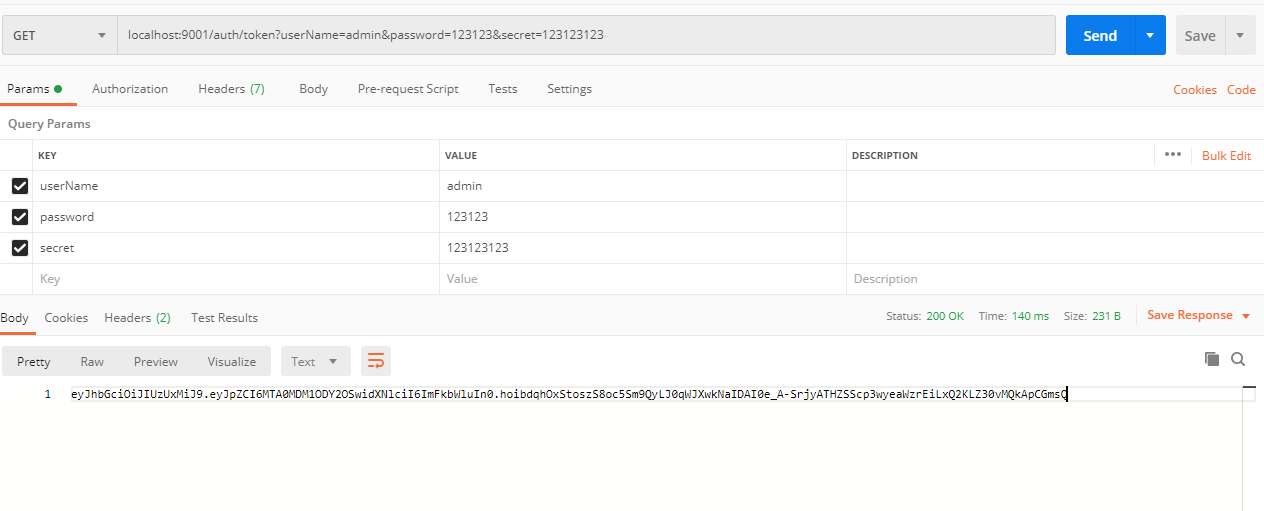 GET localhost:9001/auth/token?userName=admin&password=123123&secret=123123123 Send Save
Params Authorization Headers (7) Body Pre-request Script Tests Settings Cookies Code
Query Params
KEY VALUE DESCRIPTION ••• Bulk Edit
userName admin
password 123123
secret 123123123
Key Value Description
Body Cookies Headers (2) Test Results Status: 200 OK Time: 140 ms Size: 231 B Save Response
Pretty Raw Preview Visualize Text
1 eyJhbGciOiJIUzUxMiJ9.eyJpZCI6MTA0MDM1ODY2OSwidXNlciI6ImFkbWluIn0.hoibdqhOxStoszS8oc5Sm9QyLJ0qWJXwkNaIDAI0e_A-SrjyATHZSScp3wyeaWzrEiLxQ2KLZ30vMQkApCGmsQ